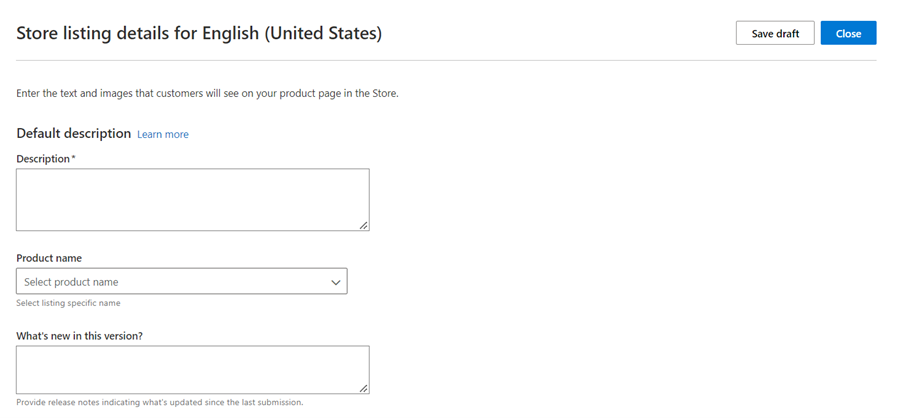 Store listing details for English (United States)
Save draft
Close
Enter the text and images that customers will see on your product page in the Store.
Default description Learn more
Description*
Product name
Select product name
Select listing specific name
What's new in this version?
Provide release notes indicating what's updated since the last submission.